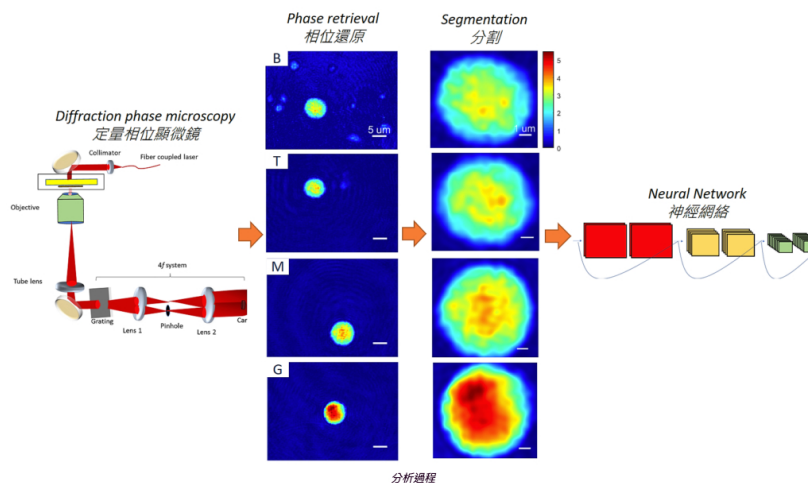 Diffraction phase microscopy
定量相位顯微鏡
Collimator
Fiber coupled laser
Objective
Tube lens
4f system
Grating
Lens 1
Pinhole
Lens 2
Car
Phase retrieval
相位還原
B
5 um
T
M
G
Segmentation
分割
1 um
5
4
3
2
1
0
Neural Network
神經網絡
分析過程